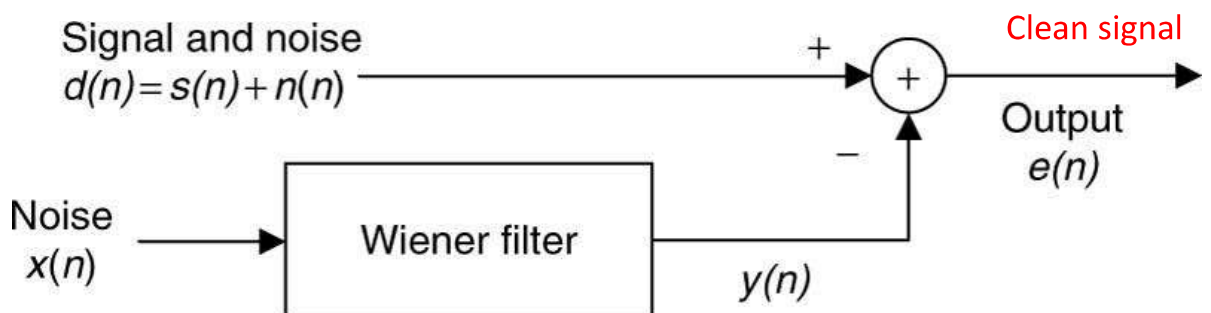 Signal and noise
d(n)=s(n)+n(n)
+
+
Clean signal
Output
e(n)
−
Noise
x(n)
Wiener filter
y(n)